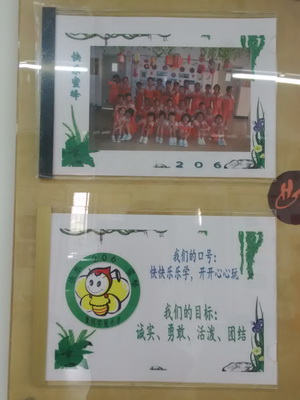 快乐蜜蜂
206
206
我们的口号:
快快乐乐学，开开心心玩
我们的目标:
诚实、勇敢、活泼、团结